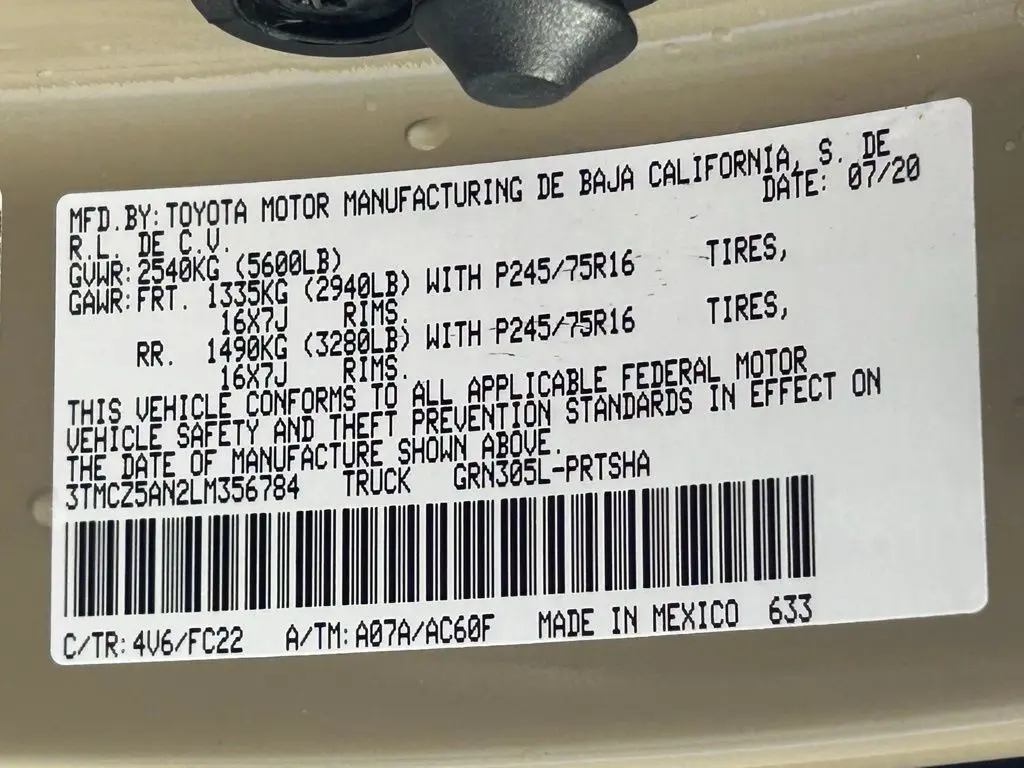 MFD.BY: TOYOTA MOTOR MANUFACTURING DE BAJA CALIFORNIA, S. DE
R.L. DE C.V. DATE: 07/20
GVWR: 2540KG (5600LB)
GAWR: FRT. 1335KG (2940LB) WITH P245/75R16 TIRES,
16X7J RIMS.
RR. 1490KG (3280LB) WITH P245/75R16 TIRES,
16X7J RIMS.
THIS VEHICLE CONFORMS TO ALL APPLICABLE FEDERAL MOTOR
VEHICLE SAFETY AND THEFT PREVENTION STANDARDS IN EFFECT ON
THE DATE OF MANUFACTURE SHOWN ABOVE.
3TMCZ5AN2LM356784 TRUCK GRN305L-PRTSHA
C/TR: 4V6/FC22 A/TM: A07A/AC60F MADE IN MEXICO 633